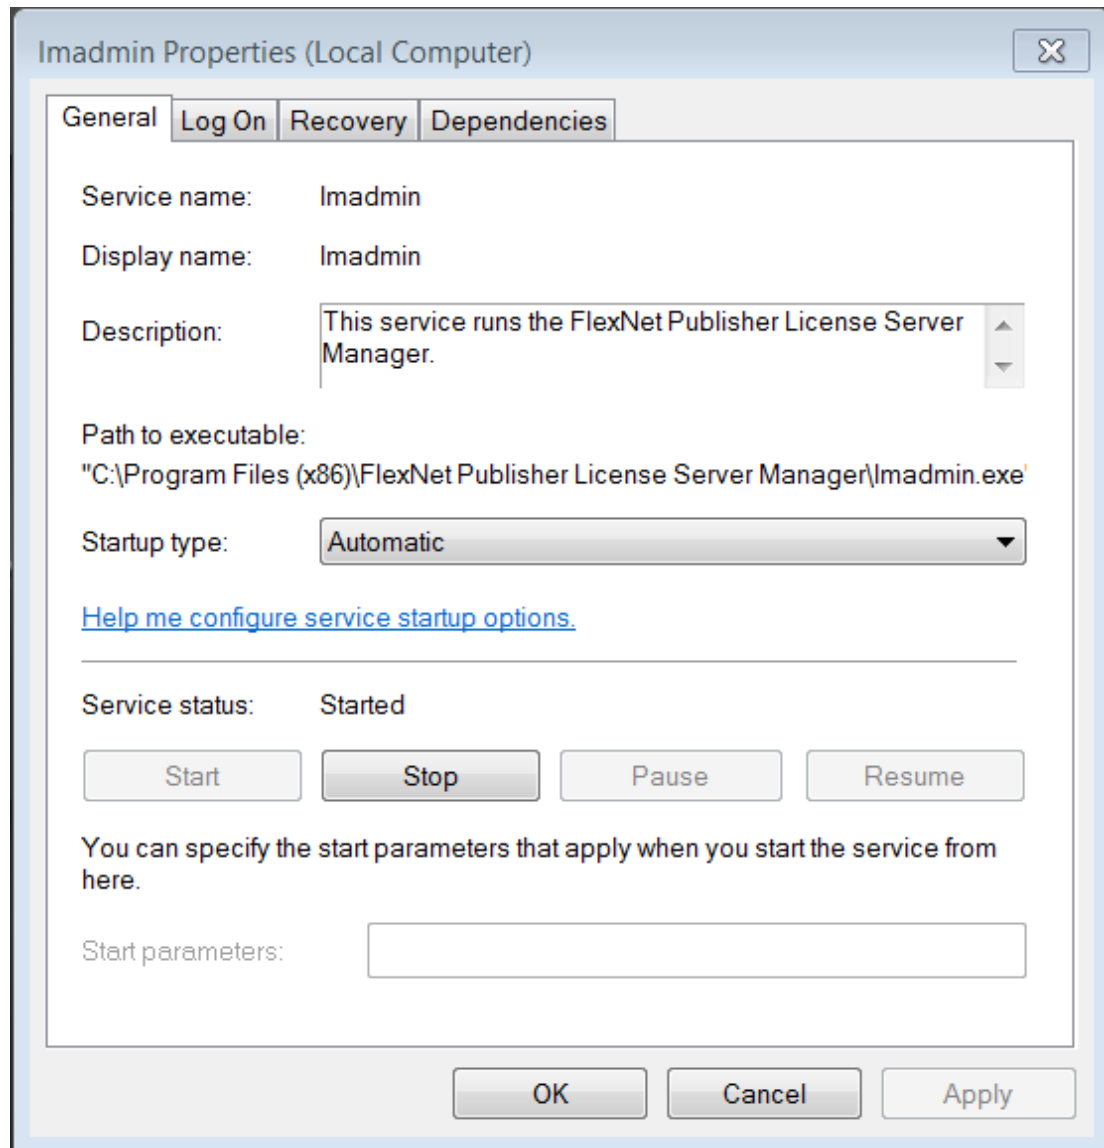 lmadmin Properties (Local Computer)
General Log On Recovery Dependencies
Service name: lmadmin
Display name: lmadmin
Description: This service runs the FlexNet Publisher License Server
Manager.
Path to executable:
"C:\Program Files (x86)\FlexNet Publisher License Server Manager\lmadmin.exe"
Startup type: Automatic
Help me configure service startup options.
Service status: Started
Start Stop Pause Resume
You can specify the start parameters that apply when you start the service from
here.
Start parameters:
OK Cancel Apply